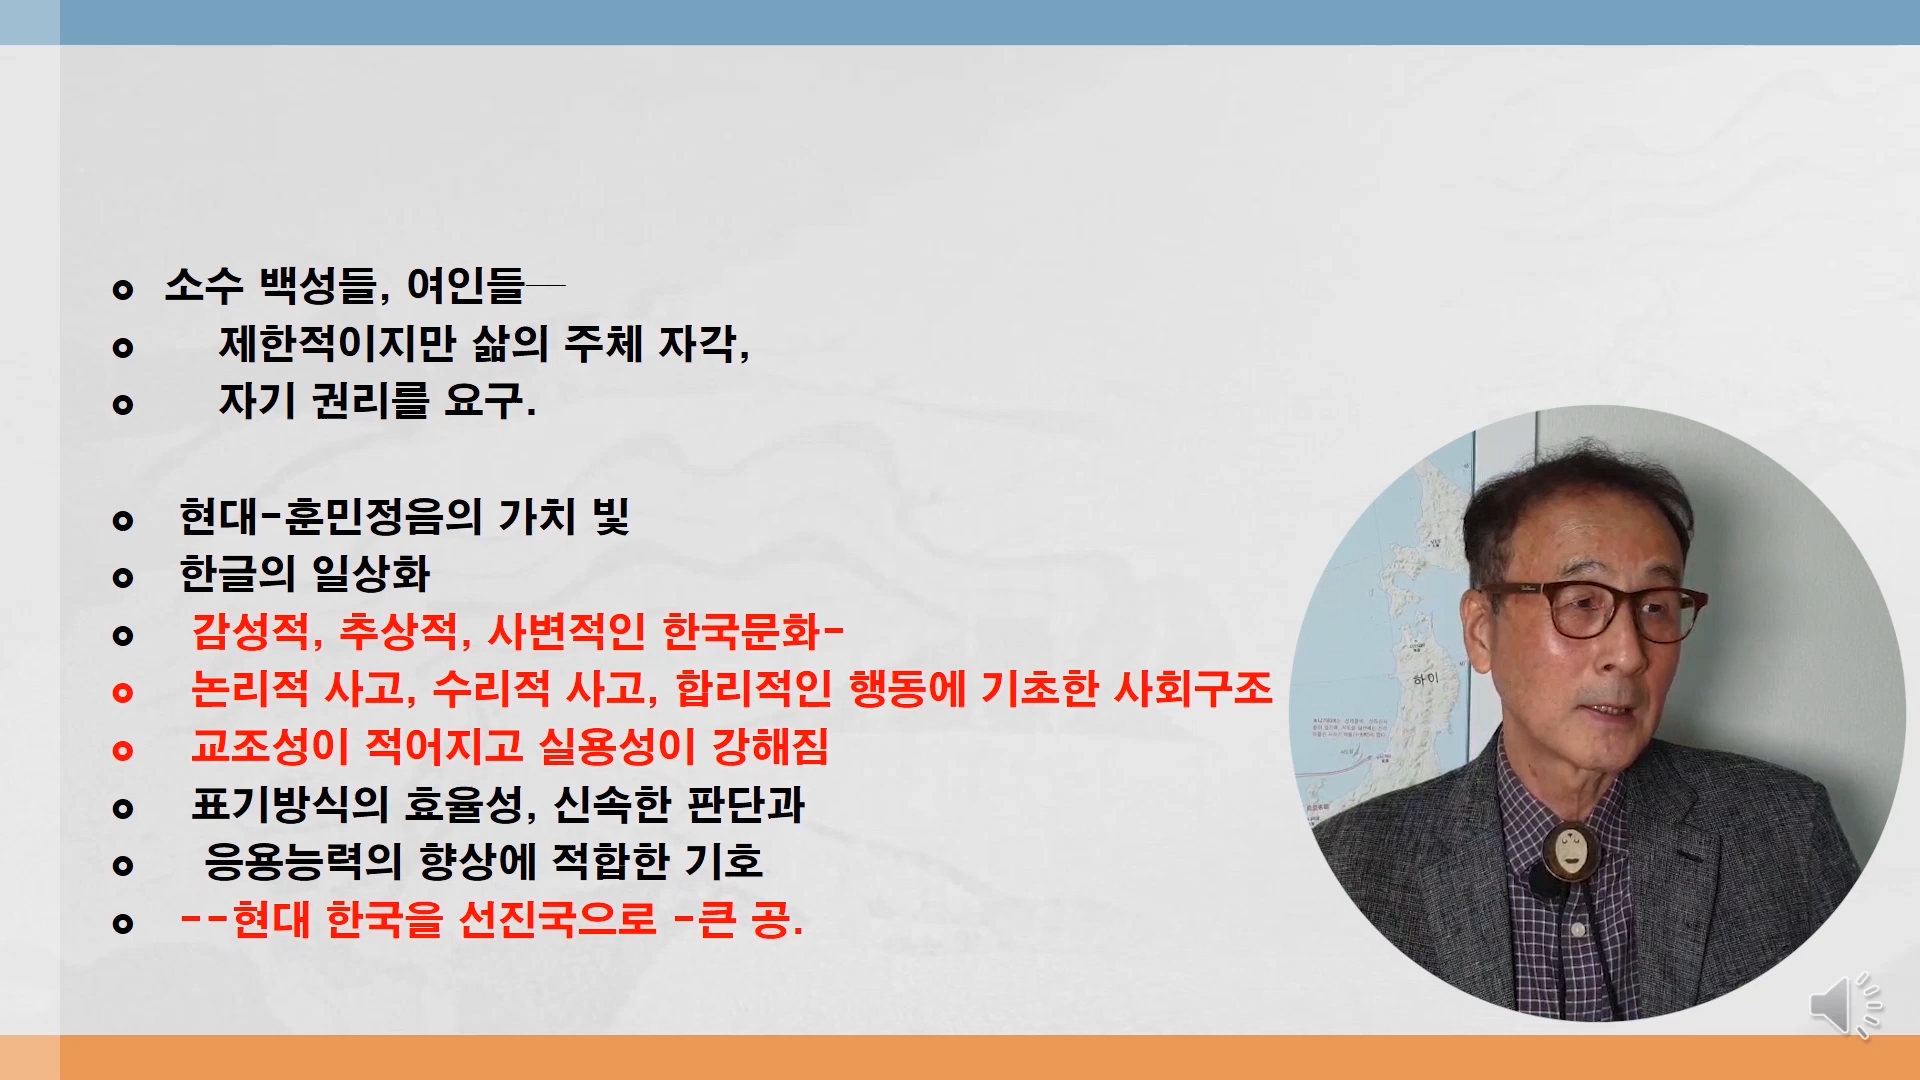 소수 백성들, 여인들—
제한적이지만 삶의 주체 자각,
자기 권리를 요구.
현대-훈민정음의 가치 빛
한글의 일상화
감성적, 추상적, 사변적인 한국문화-
논리적 사고, 수리적 사고, 합리적인 행동에 기초한 사회구조
교조성이 적어지고 실용성이 강해짐
표기방식의 효율성, 신속한 판단과
응용능력의 향상에 적합한 기호
--현대 한국을 선진국으로 -큰 공.
하이